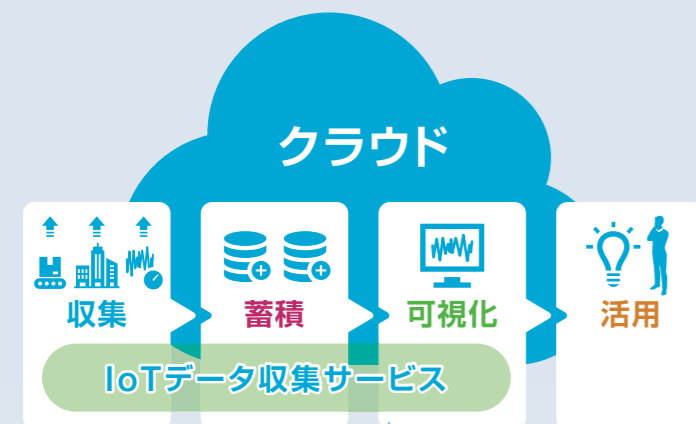 クラウド
収集
蓄積
可視化
活用
IoTデータ収集サービス